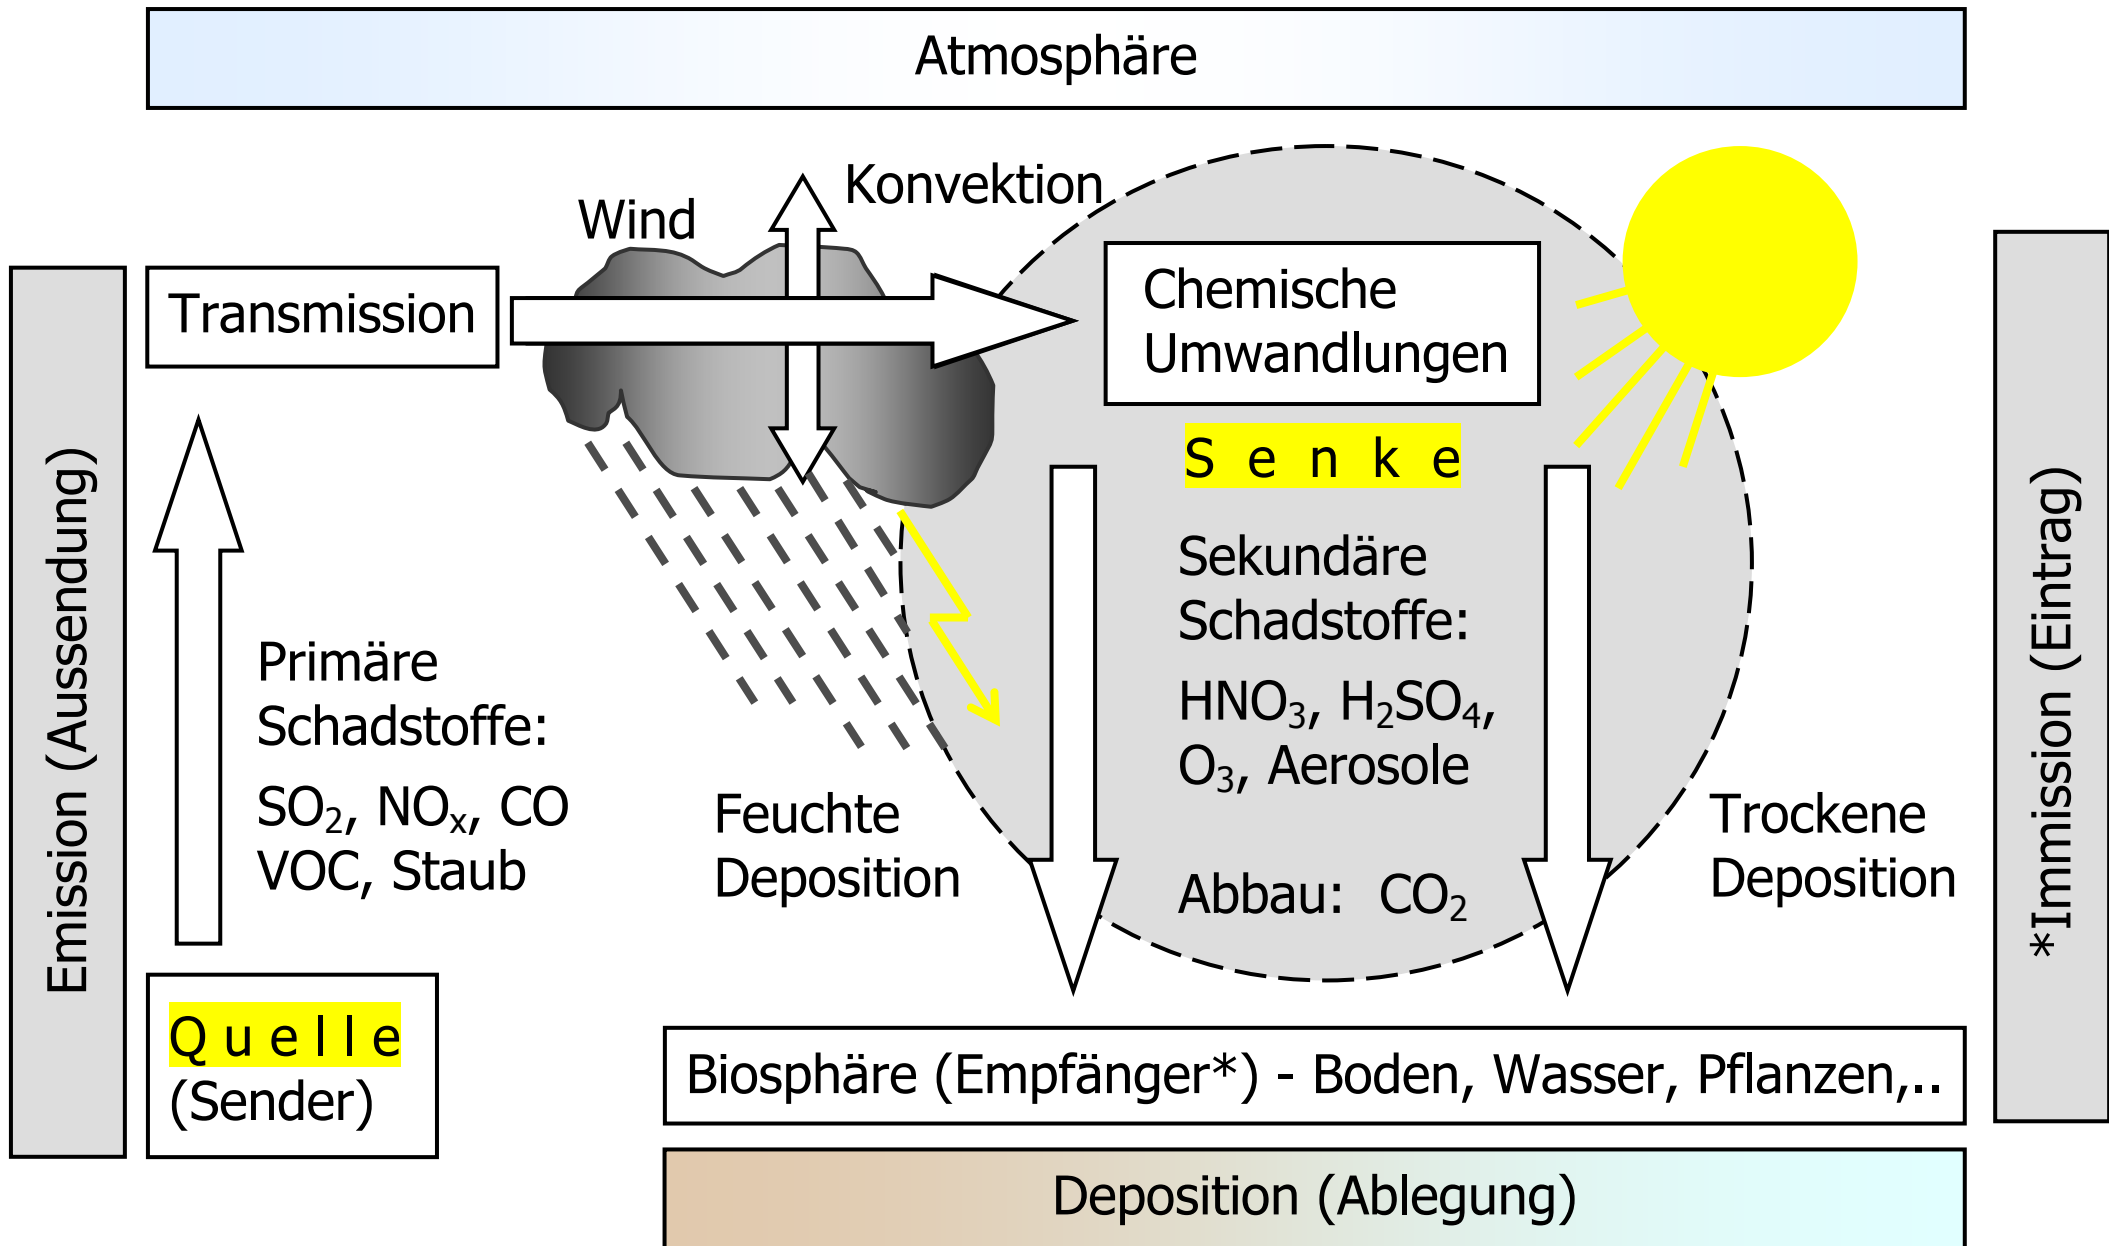 Atmosphäre
Wind
Konvektion
Emission (Aussendung)
Transmission
Chemische
Umwandlungen
S e n k e
Primäre
Schadstoffe:
SO₂, NOₓ, CO
VOC, Staub
Sekundäre
Schadstoffe:
HNO₃, H₂SO₄,
O₃, Aerosole
Abbau: CO₂
Feuchte
Deposition
Trockene
Deposition
*Immission (Eintrag)
Q u e l l e
(Sender)
Biosphäre (Empfänger*) - Boden, Wasser, Pflanzen,..
Deposition (Ablegung)